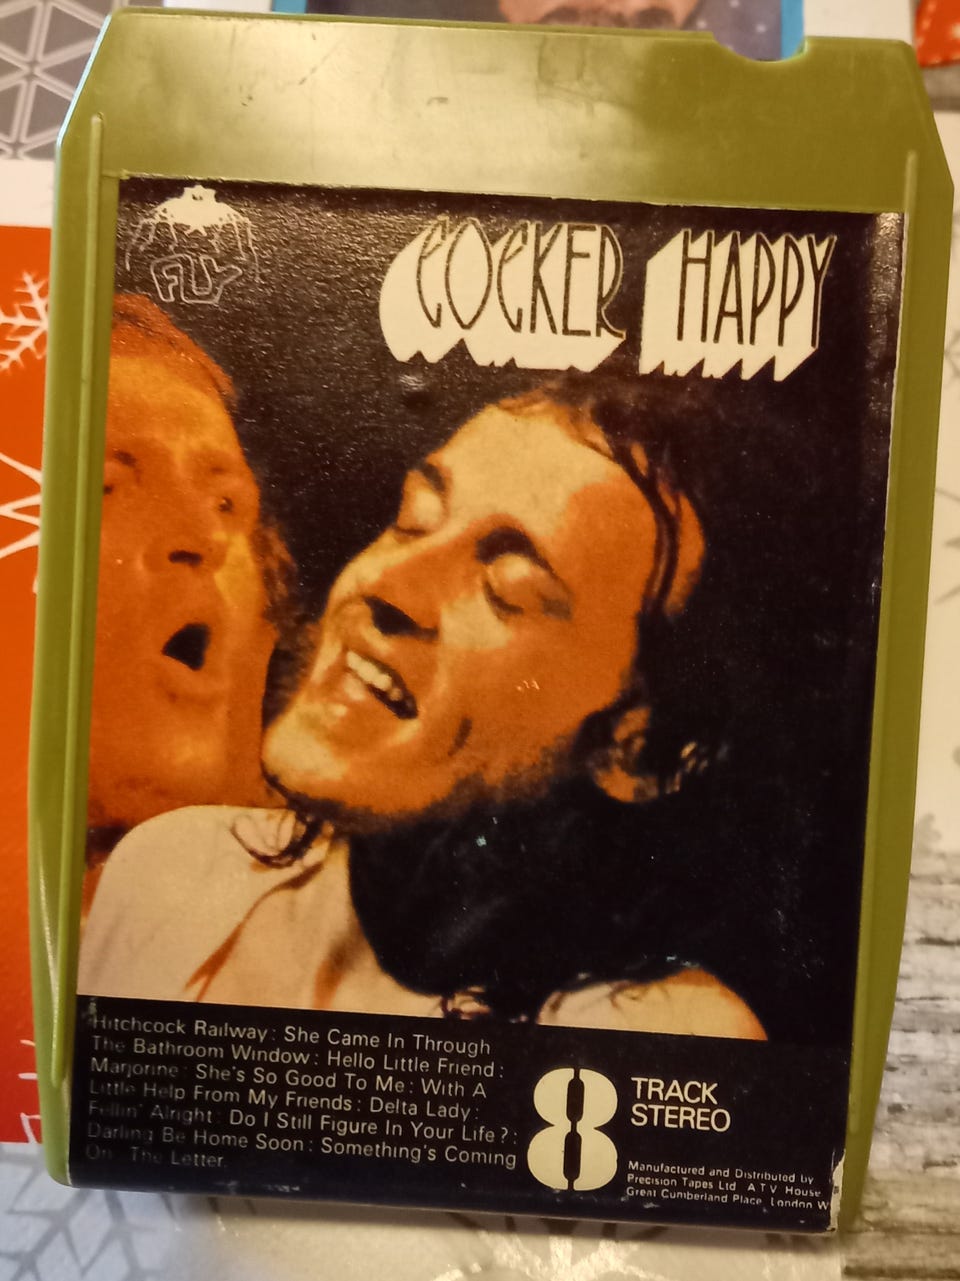 FLY
COCKER HAPPY
Hitchcock Railway : She Came In Through
The Bathroom Window : Hello Little Friend :
Marjorine : She's So Good To Me : With A
Little Help From My Friends : Delta Lady :
Fellin' Alright : Do I Still Figure In Your Life? :
Darling Be Home Soon : Something's Coming
On : The Letter.
8 TRACK
STEREO
Manufactured and Distributed by
Precision Tapes Ltd A T V House
Great Cumberland Place London W